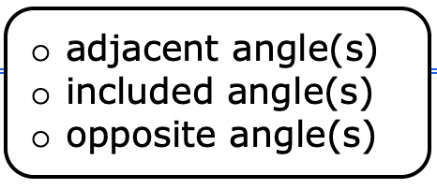 adjacent angle(s)
included angle(s)
opposite angle(s)